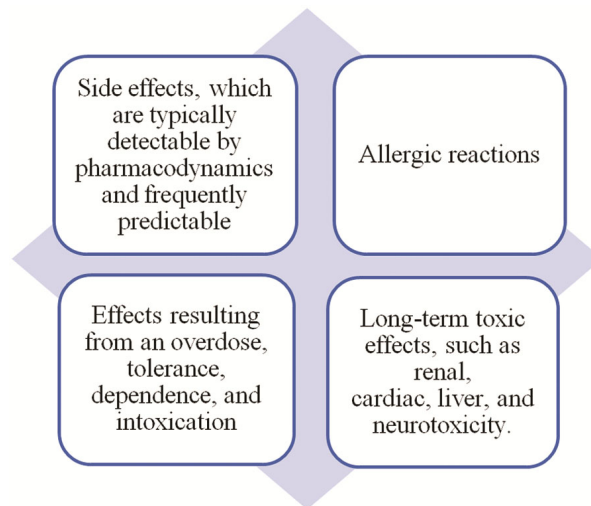 Side effects, which
are typically
detectable by
pharmacodynamics
and frequently
predictable
Allergic reactions
Effects resulting
from an overdose,
tolerance,
dependence, and
intoxication
Long-term toxic
effects, such as
renal,
cardiac, liver, and
neurotoxicity.